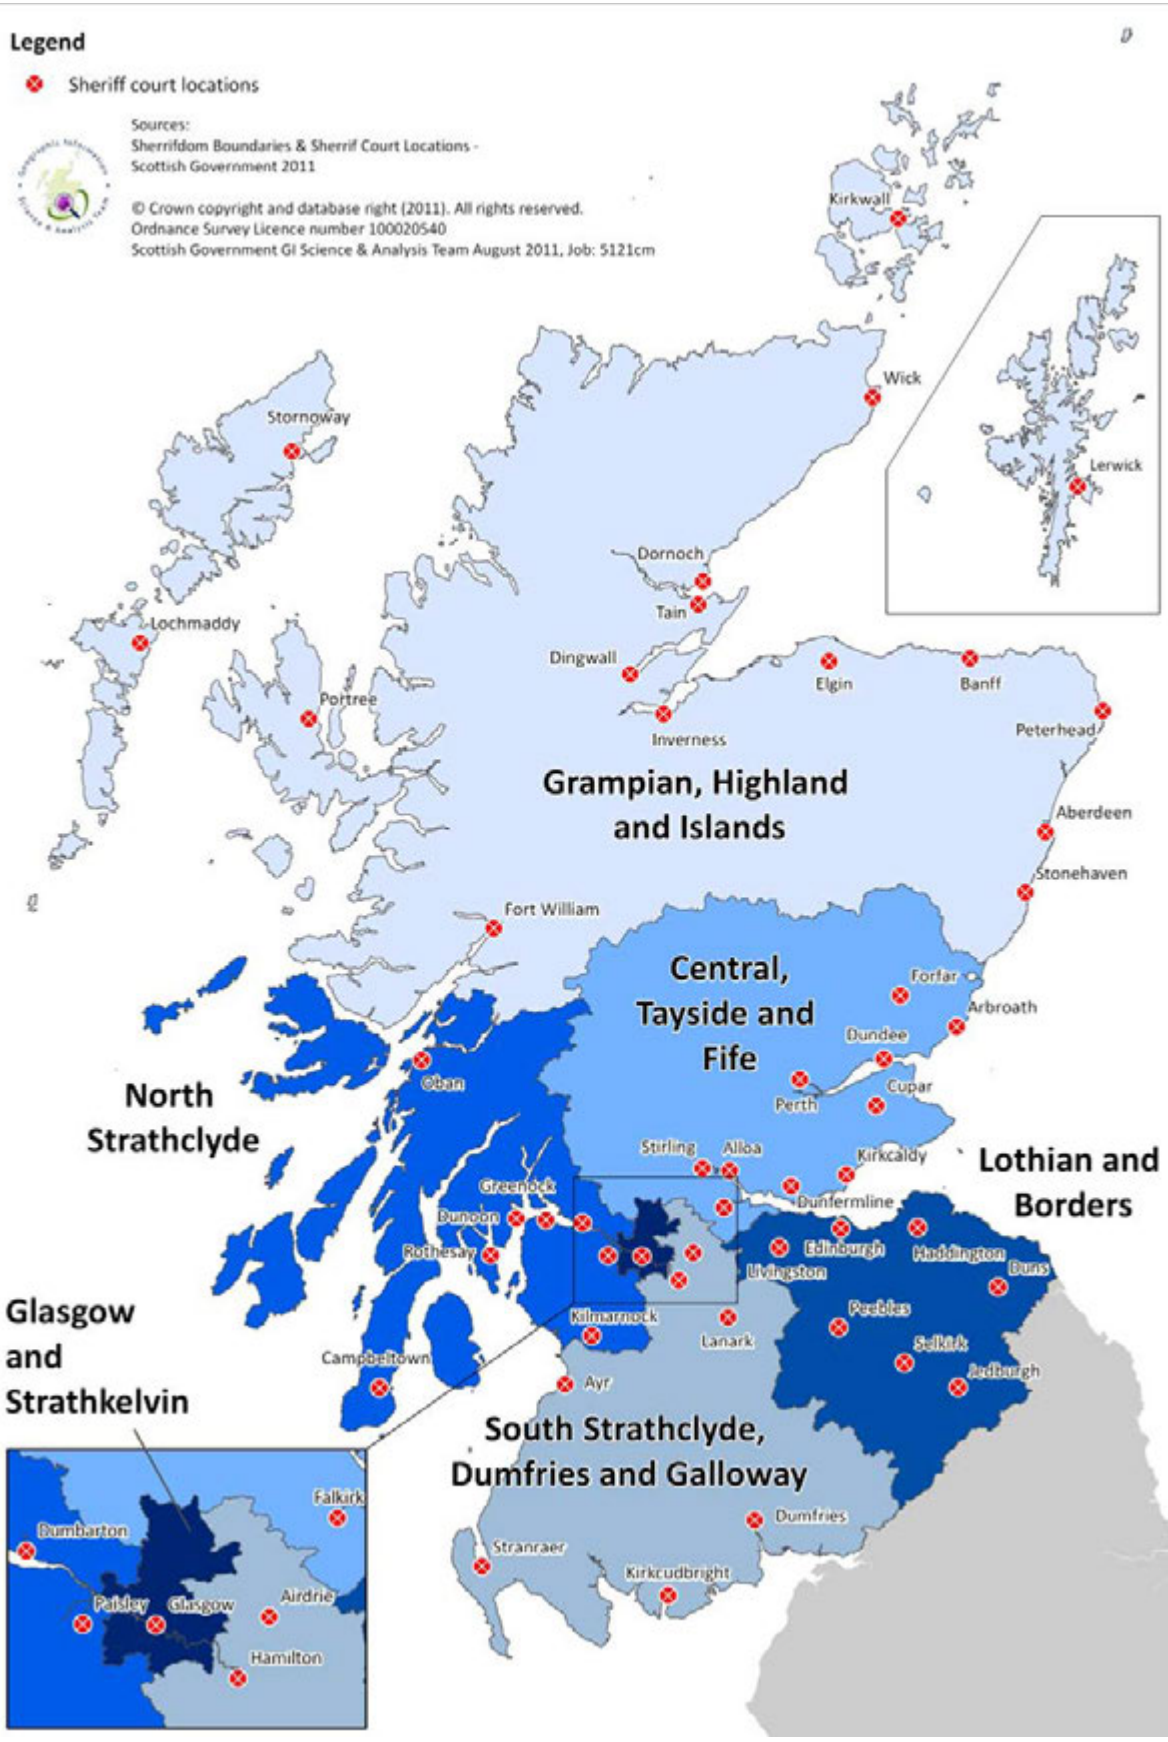 Legend
Sheriff court locations
Sources:
Sherrifdom Boundaries & Sherrif Court Locations -
Scottish Government 2011
© Crown copyright and database right (2011). All rights reserved.
Ordnance Survey Licence number 100020540
Scottish Government GI Science & Analysis Team August 2011, Job: 5121cm
Geographic Information
Science & Analysis Team
Kirkwall
Wick
Stornoway
Lerwick
Dornoch
Tain
Lochmaddy
Dingwall
Elgin
Banff
Portree
Inverness
Peterhead
Grampian, Highland
and Islands
Aberdeen
Stonehaven
Fort William
Central,
Tayside and
Fife
Forfar
Arbroath
Dundee
Oban
Cupar
Perth
North
Strathclyde
Stirling
Alloa
Kirkcaldy
Lothian and
Borders
Greenock
Dunfermline
Dunoon
Rothesay
Edinburgh
Haddington
Livingston
Duns
Glasgow
and
Strathkelvin
Kilmarnock
Peebles
Lanark
Selkirk
Campbeltown
Jedburgh
Ayr
South Strathclyde,
Dumfries and Galloway
Dumfries
Stranraer
Kirkcudbright
Falkirk
Dumbarton
Paisley
Glasgow
Airdrie
Hamilton